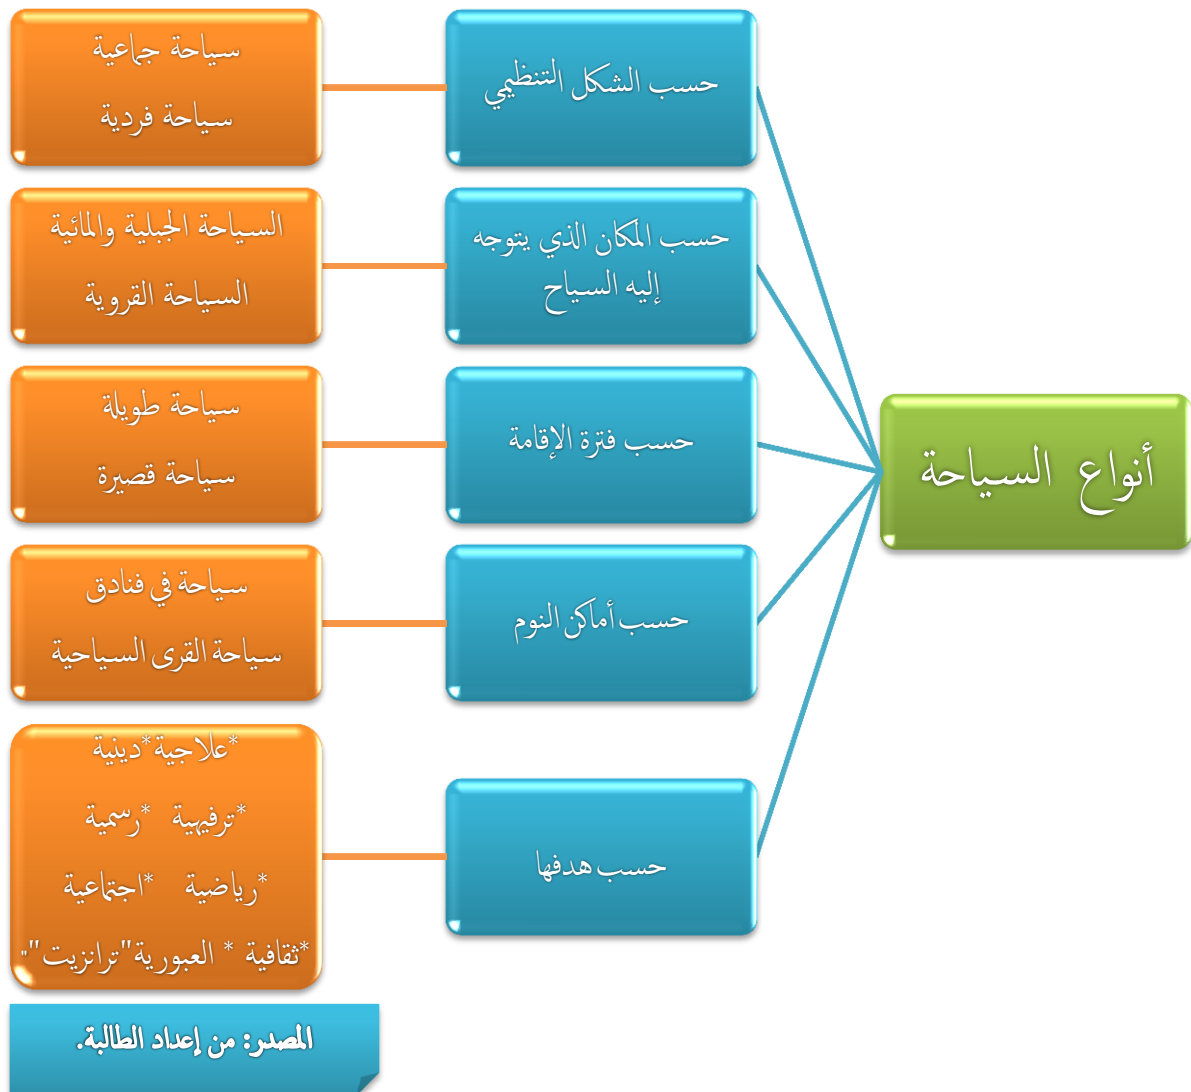 أنواع السياحة
حسب الشكل التنظيمي
سياحة جماعية
سياحة فردية
حسب المكان الذي يتوجه
إليه السياح
السياحة الجبلية والمائية
السياحة القروية
حسب فترة الإقامة
سياحة طويلة
سياحة قصيرة
حسب أماكن النوم
سياحة في فنادق
سياحة القرى السياحية
حسب هدفها
*علاجية*دينية
*ترفيهية *رسمية
*رياضية *اجتماعية
*ثقافية * العبورية"ترانزيت""
المصدر: من إعداد الطالبة.